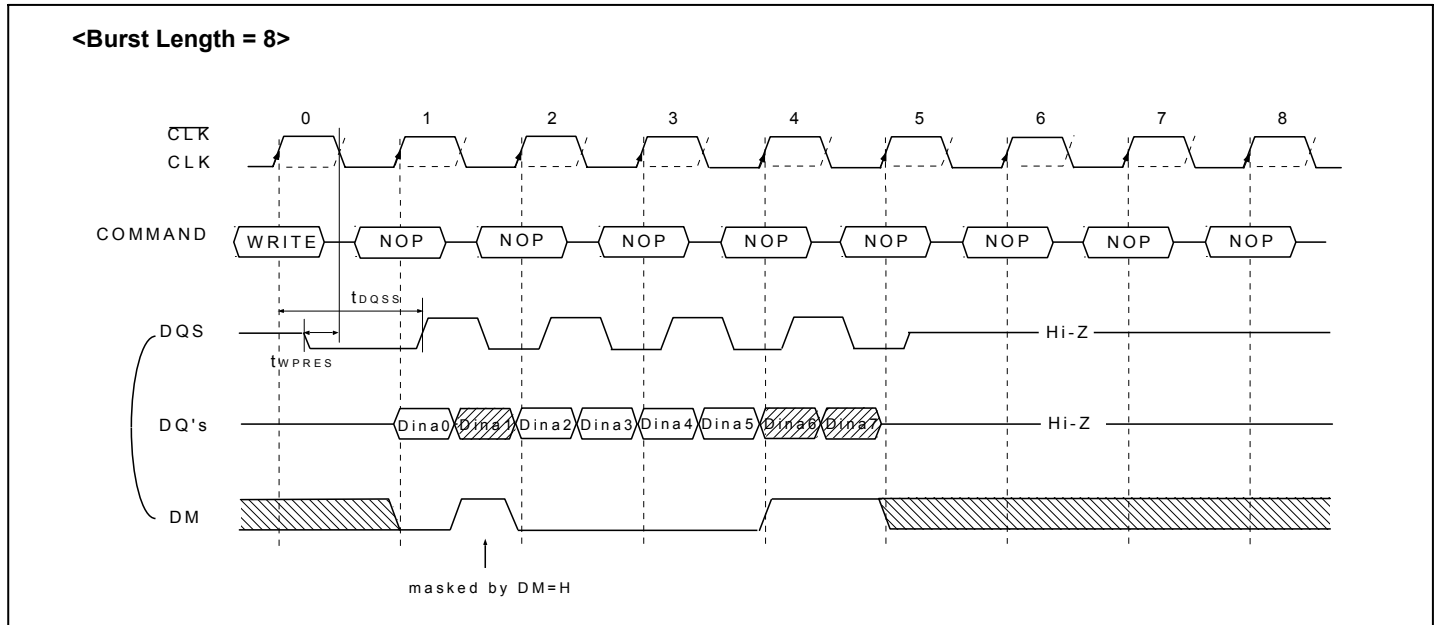 <Burst Length = 8>
0 1 2 3 4 5 6 7 8
CLK
CLK
COMMAND WRITE NOP NOP NOP NOP NOP NOP NOP NOP
tDQSS
DQS Hi-Z
tWPRES
DQ's Dina0 Dina1 Dina2 Dina3 Dina4 Dina5 Dina6 Dina7 Hi-Z
DM
masked by DM=H